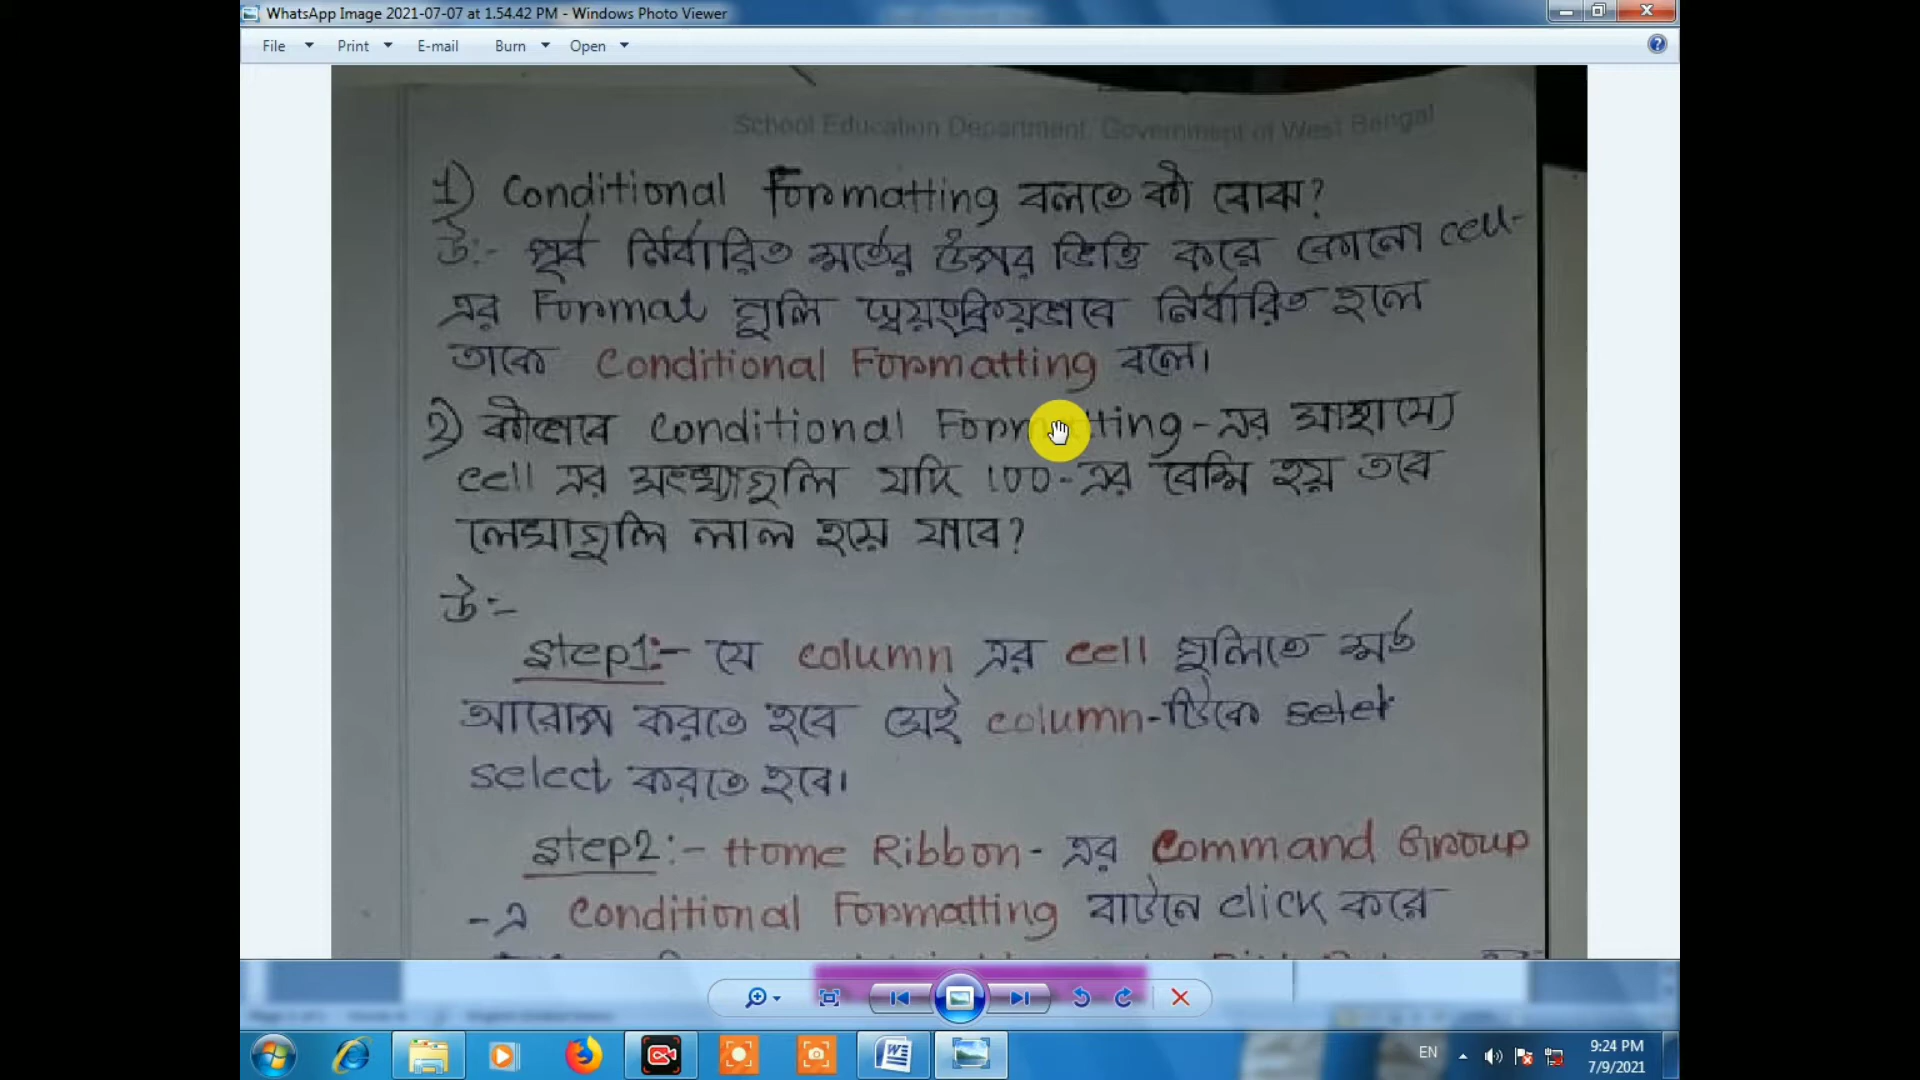 WhatsApp Image 2021-07-07 at 1.54.42 PM - Windows Photo Viewer
File Print E-mail Burn Open
School Education Department, Government of West Bengal
1) Conditional Formatting বলতে কী বোঝ?
উ:- পূর্ব নির্ধারিত শর্তের উপর ভিত্তি করে কোনো cell-
এর Format গুলি স্বয়ংক্রিয়ভাবে নির্ধারিত হলে
তাকে Conditional Formatting বলে।
২) কীভাবে Conditional Formatting-এর সাহায্যে
cell এর সংখ্যাগুলি যদি 100-এর বেশি হয় তবে
লেখাগুলি লাল হয়ে যাবে?
উ:-
step1:- যে column এর cell গুলিতে শর্ত
আরোপ করতে হবে সেই column-টিকে selet
select করতে হবে।
step2:- Home Ribbon- এর Command Group
-এ Conditional Formatting বাটনে click করে
EN
9:24 PM
7/9/2021